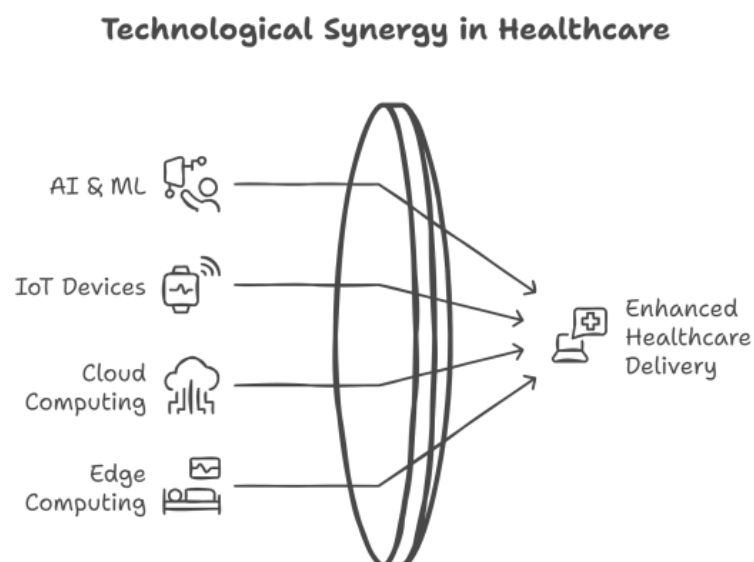 Technological Synergy in Healthcare
AI & ML
IoT Devices
Cloud
Computing
Edge
Computing
Enhanced
Healthcare
Delivery